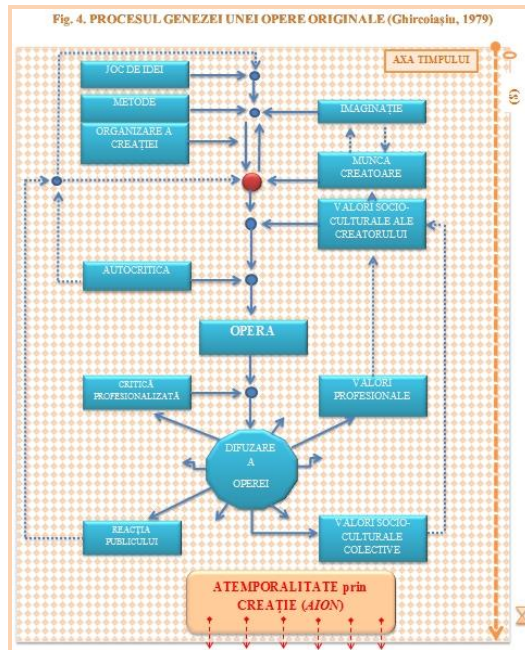 Fig. 4. PROCESUL GENEZEI UNEI OPERE ORIGINALE (Ghircoiașiu, 1979)
AXA TIMPULUI
0
(s)
JOC DE IDEI
METODE
ORGANIZARE A
CREAȚIEI
IMAGINAȚIE
MUNCA
CREATOARE
VALORI SOCIO-
CULTURALE ALE
CREATORULUI
AUTOCRITICA
OPERA
CRITICĂ
PROFESIONALIZATĂ
VALORI
PROFESIONALE
DIFUZARE
A
OPEREI
REACȚIA
PUBLICULUI
VALORI SOCIO-
CULTURALE
COLECTIVE
ATEMPORALITATE prin
CREAȚIE (AION)